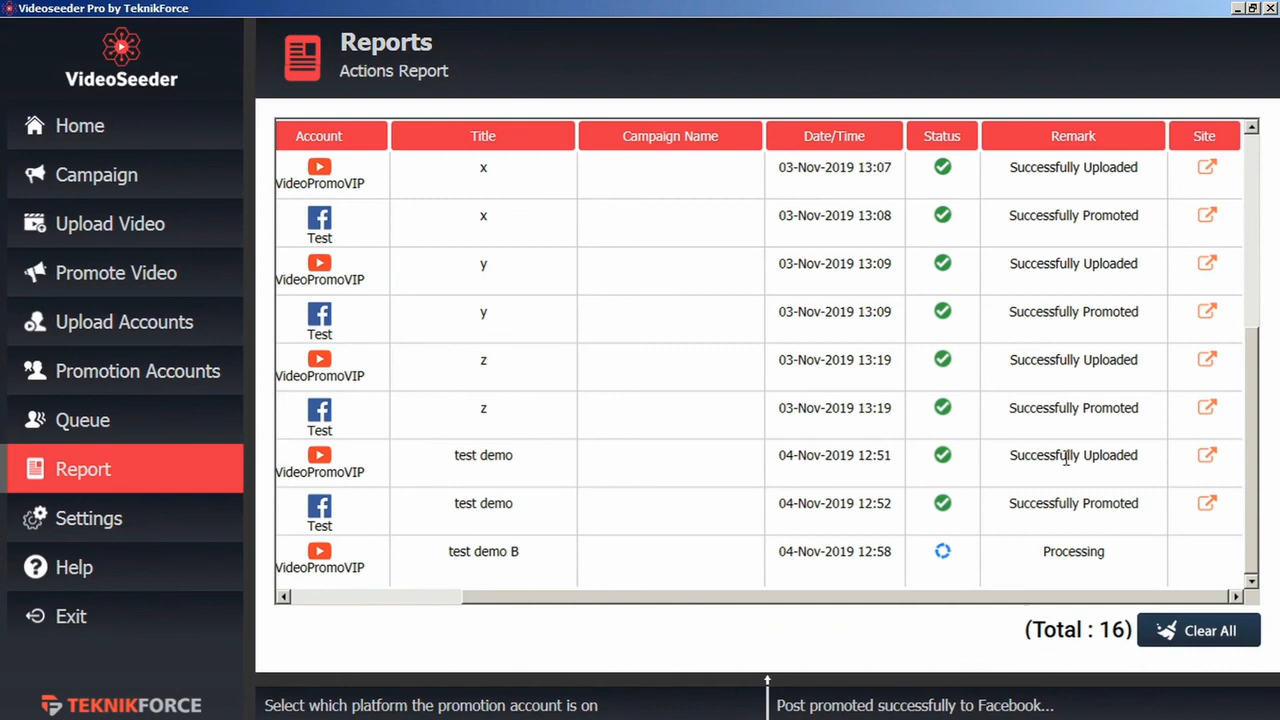 Videoseeder Pro by TeknikForce
VideoSeeder
Home
Campaign
Upload Video
Promote Video
Upload Accounts
Promotion Accounts
Queue
Report
Settings
Help
Exit
TEKNIKFORCE
Reports
Actions Report
Account Title Campaign Name Date/Time Status Remark Site
VideoPromoVIP x 03-Nov-2019 13:07 Successfully Uploaded
Test x 03-Nov-2019 13:08 Successfully Promoted
VideoPromoVIP y 03-Nov-2019 13:09 Successfully Uploaded
Test y 03-Nov-2019 13:09 Successfully Promoted
VideoPromoVIP z 03-Nov-2019 13:19 Successfully Uploaded
Test z 03-Nov-2019 13:19 Successfully Promoted
VideoPromoVIP test demo 04-Nov-2019 12:51 Successfully Uploaded
Test test demo 04-Nov-2019 12:52 Successfully Promoted
VideoPromoVIP test demo B 04-Nov-2019 12:58 Processing
(Total : 16) Clear All
Select which platform the promotion account is on
Post promoted successfully to Facebook...